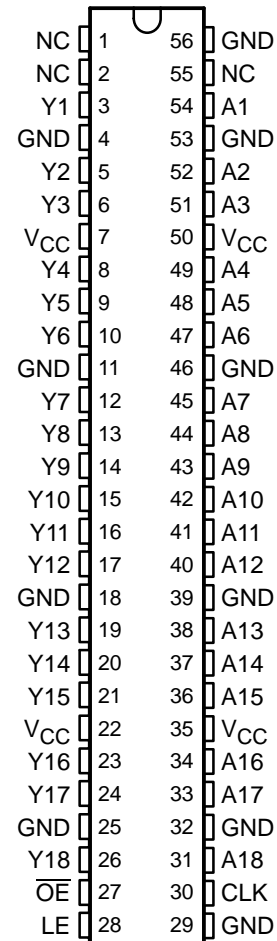 NC 1 56 GND
NC 2 55 NC
Y1 3 54 A1
GND 4 53 GND
Y2 5 52 A2
Y3 6 51 A3
VCC 7 50 VCC
Y4 8 49 A4
Y5 9 48 A5
Y6 10 47 A6
GND 11 46 GND
Y7 12 45 A7
Y8 13 44 A8
Y9 14 43 A9
Y10 15 42 A10
Y11 16 41 A11
Y12 17 40 A12
GND 18 39 GND
Y13 19 38 A13
Y14 20 37 A14
Y15 21 36 A15
VCC 22 35 VCC
Y16 23 34 A16
Y17 24 33 A17
GND 25 32 GND
Y18 26 31 A18
O̅E̅ 27 30 CLK
LE 28 29 GND